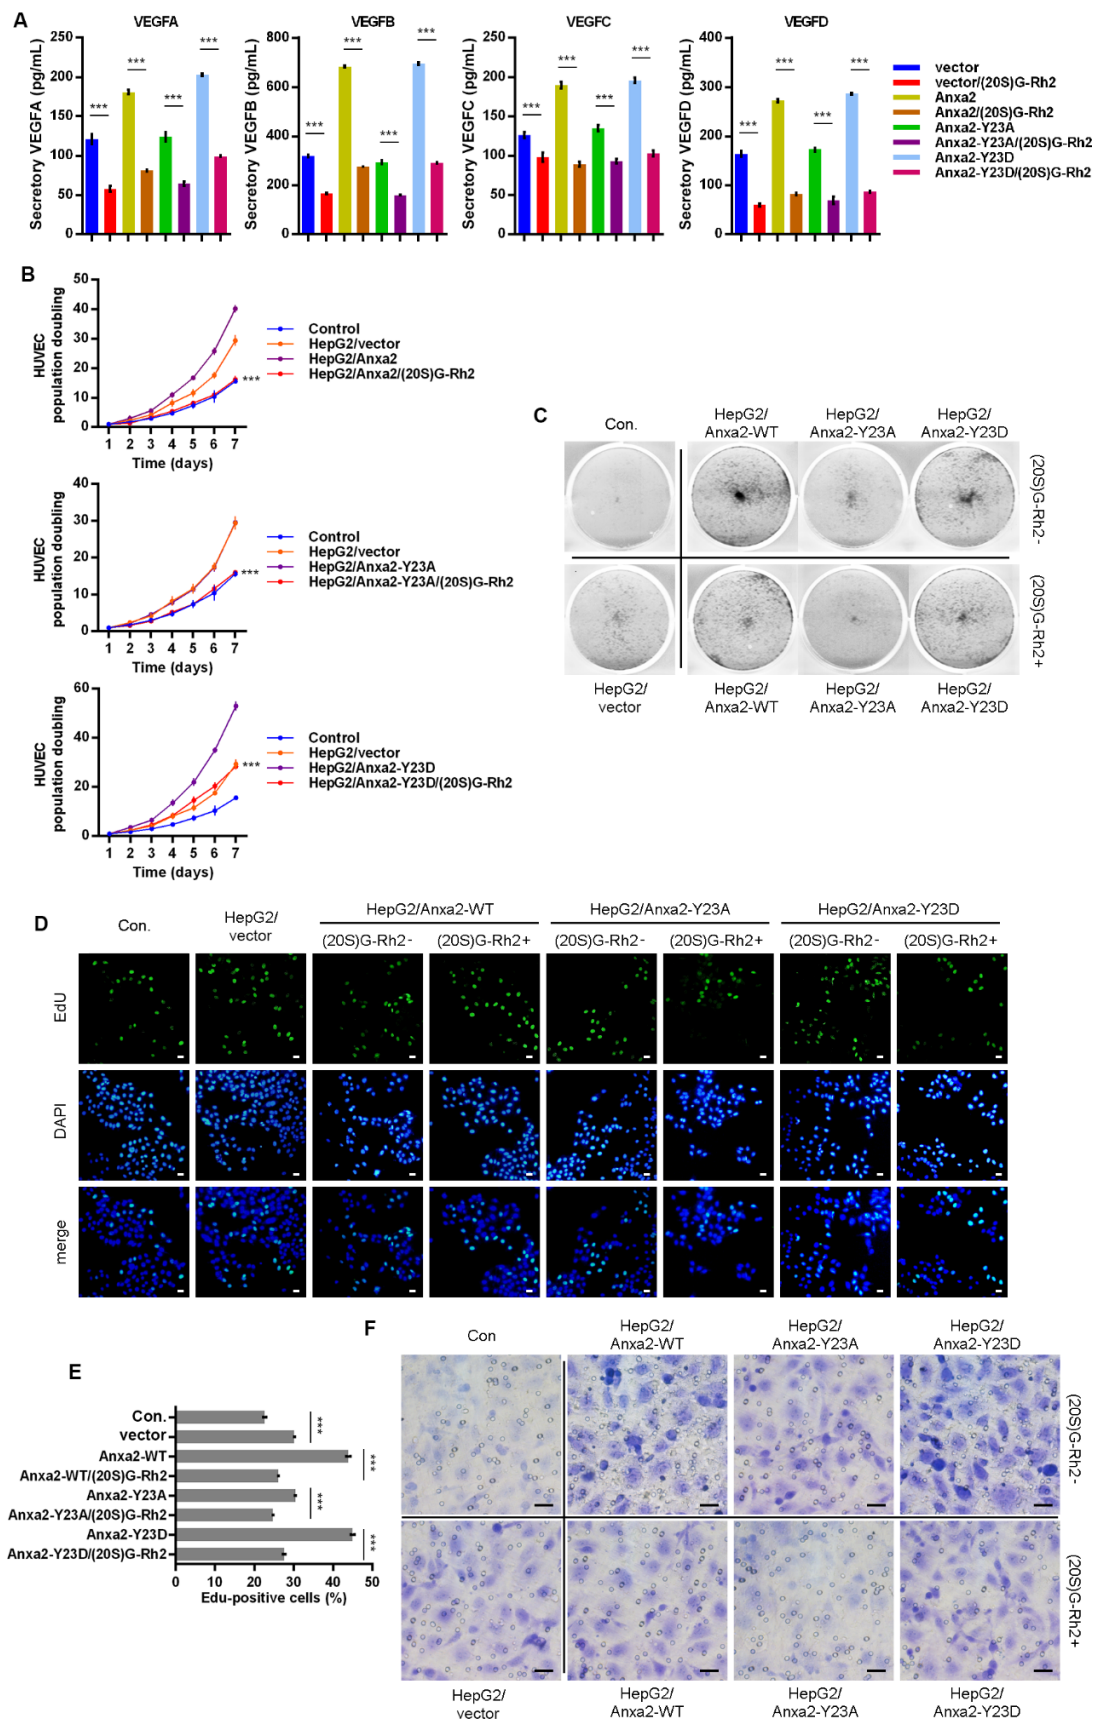 A
VEGFA
VEGFB
VEGFC
VEGFD
Secretory VEGFA (pg/mL)
250
200
150
100
50
0
***
***
***
***
Secretory VEGFB (pg/mL)
800
600
400
200
0
***
***
***
***
Secretory VEGFC (pg/mL)
250
200
150
100
50
0
***
***
***
***
Secretory VEGFD (pg/mL)
400
300
200
100
0
***
***
***
***
vector
vector/(20S)G-Rh2
Anxa2
Anxa2/(20S)G-Rh2
Anxa2-Y23A
Anxa2-Y23A/(20S)G-Rh2
Anxa2-Y23D
Anxa2-Y23D/(20S)G-Rh2
B
HUVEC
population doubling
50
40
30
20
10
0
1 2 3 4 5 6 7
Time (days)
***
Control
HepG2/vector
HepG2/Anxa2
HepG2/Anxa2/(20S)G-Rh2
HUVEC
population doubling
40
30
20
10
0
1 2 3 4 5 6 7
Time (days)
***
Control
HepG2/vector
HepG2/Anxa2-Y23A
HepG2/Anxa2-Y23A/(20S)G-Rh2
HUVEC
population doubling
60
40
20
0
1 2 3 4 5 6 7
Time (days)
***
Control
HepG2/vector
HepG2/Anxa2-Y23D
HepG2/Anxa2-Y23D/(20S)G-Rh2
C
Con.
HepG2/
Anxa2-WT
HepG2/
Anxa2-Y23A
HepG2/
Anxa2-Y23D
(20S)G-Rh2-
(20S)G-Rh2+
HepG2/
vector
HepG2/
Anxa2-WT
HepG2/
Anxa2-Y23A
HepG2/
Anxa2-Y23D
D
Con.
HepG2/
vector
HepG2/Anxa2-WT
HepG2/Anxa2-Y23A
HepG2/Anxa2-Y23D
(20S)G-Rh2-
(20S)G-Rh2+
(20S)G-Rh2-
(20S)G-Rh2+
(20S)G-Rh2-
(20S)G-Rh2+
EdU
DAPI
merge
E
Con.
vector
Anxa2-WT
Anxa2-WT/(20S)G-Rh2
Anxa2-Y23A
Anxa2-Y23A/(20S)G-Rh2
Anxa2-Y23D
Anxa2-Y23D/(20S)G-Rh2
***
***
***
***
0 10 20 30 40 50
Edu-positive cells (%)
F
Con
HepG2/
Anxa2-WT
HepG2/
Anxa2-Y23A
HepG2/
Anxa2-Y23D
(20S)G-Rh2-
(20S)G-Rh2+
HepG2/
vector
HepG2/
Anxa2-WT
HepG2/
Anxa2-Y23A
HepG2/
Anxa2-Y23D